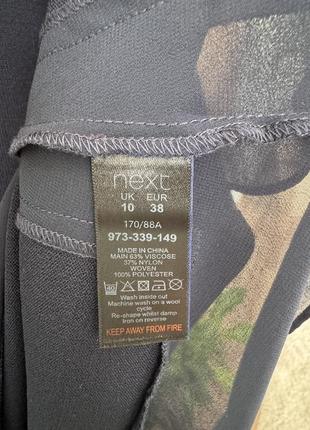 next
UK EUR
10 38
170/88A
973-339-149
MADE IN CHINA
MAIN 63% VISCOSE
37% NYLON
WOVEN
100% POLYESTER
40
Wash inside out
Machine wash on a wool
cycle
Re-shape whilst damp
Iron on reverse
KEEP AWAY FROM FIRE